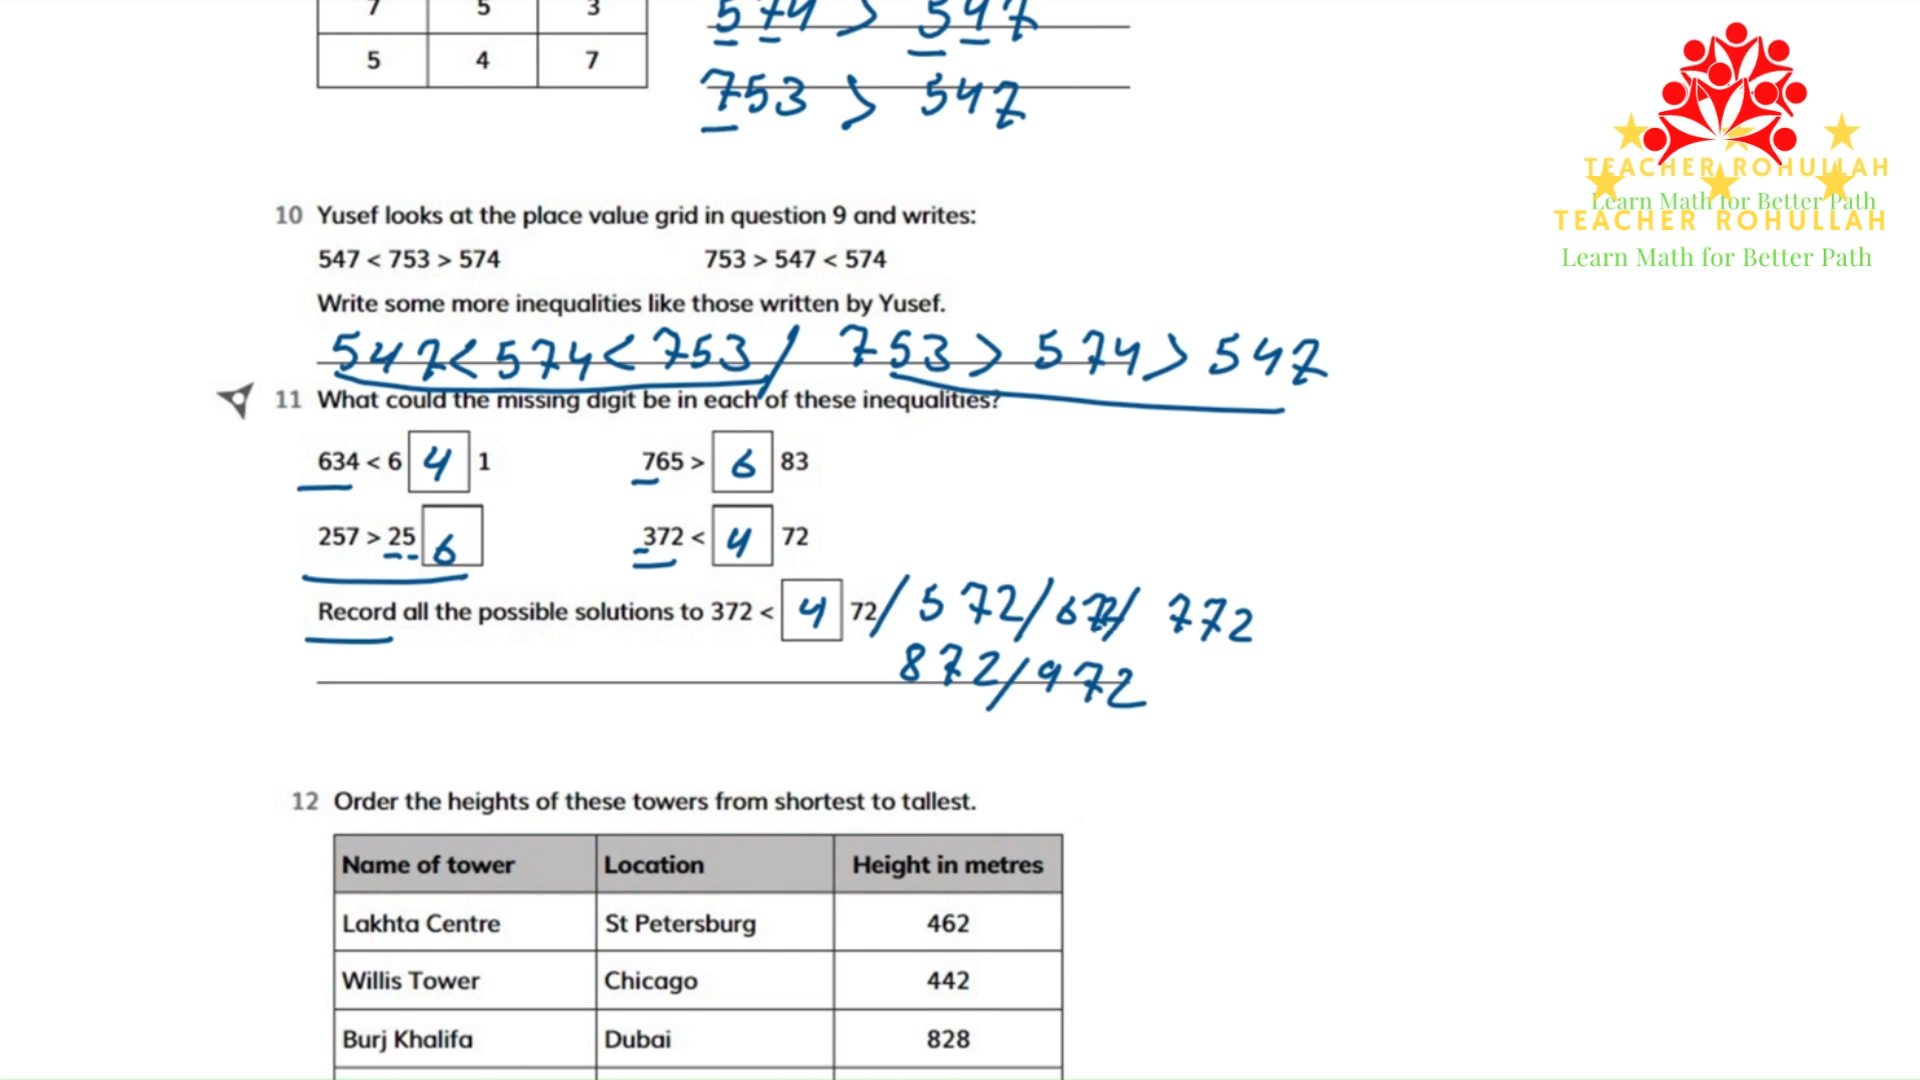 7 5 3 574 > 547
5 4 7 753 > 547
TEACHER ROHULLAH
Learn Math for Better Path
TEACHER ROHULLAH
Learn Math for Better Path
10 Yusef looks at the place value grid in question 9 and writes:
547 < 753 > 574 753 > 547 < 574
Write some more inequalities like those written by Yusef.
547 < 574 < 753 / 753 > 574 > 547
11 What could the missing digit be in each of these inequalities?
634 < 6 4 1 765 > 6 83
257 > 25 6 372 < 4 72
Record all the possible solutions to 372 < 4 72 / 572 / 672 / 772
872 / 972
12 Order the heights of these towers from shortest to tallest.
Name of tower Location Height in metres
Lakhta Centre St Petersburg 462
Willis Tower Chicago 442
Burj Khalifa Dubai 828